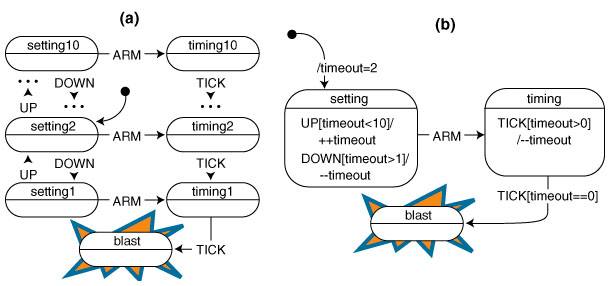 (a)
setting10
ARM
timing10
• • •
DOWN
TICK
UP
• • •
• • •
setting2
ARM
timing2
UP
DOWN
TICK
setting1
ARM
timing1
blast
TICK
(b)
/timeout=2
setting
UP[timeout<10]/
++timeout
DOWN[timeout>1]/
--timeout
ARM
timing
TICK[timeout>0]
/--timeout
TICK[timeout==0]
blast